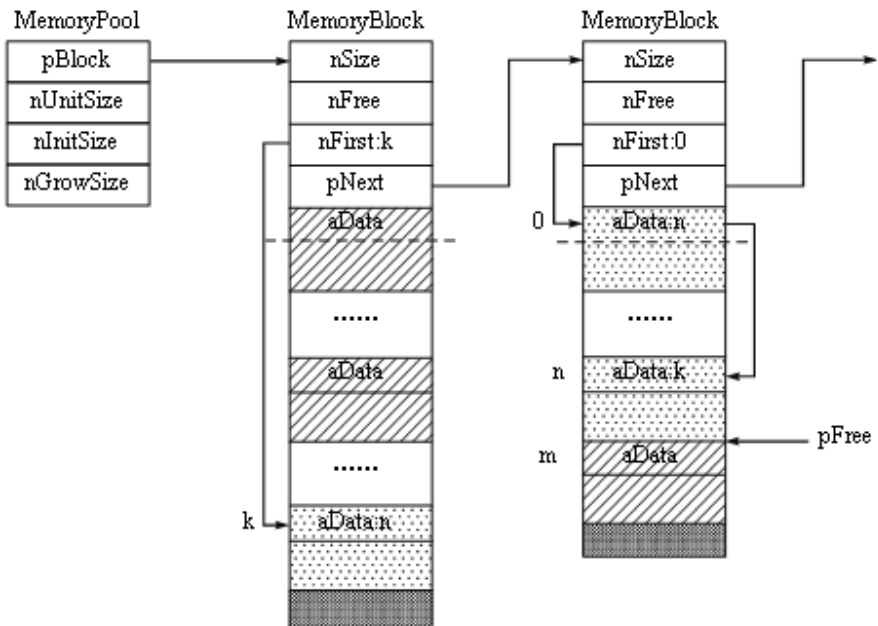 MemoryPool
pBlock
nUnitSize
nInitSize
nGrowSize
MemoryBlock
nSize
nFree
nFirst:k
pNext
aData
......
aData
......
k
aData:n
MemoryBlock
nSize
nFree
nFirst:0
pNext
0
aData:n
......
n
aData:k
pFree
m
aData